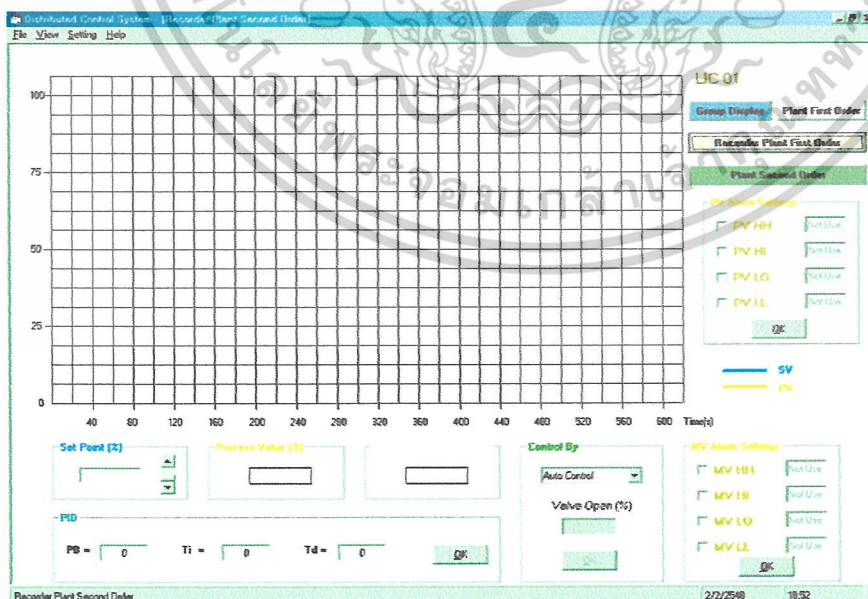 Distributed Control System - [Recorder Plant Second Order]
File View Setting Help
LIC 01
Group Display Plant First Order
Recorder Plant First Order
Plant Second Order
PV Alarm Settings
PV HH Not Use
PV HI Not Use
PV LO Not Use
PV LL Not Use
OK
SV
PV
100
75
50
25
0
40 80 120 160 200 240 280 320 360 400 440 480 520 560 600 Time(s)
Set Point (%)
Process Value (%)
Control By
Auto Control
Valve Open (%)
MV Alarm Settings
MV HH Not Use
MV HI Not Use
MV LO Not Use
MV LL Not Use
OK
PID
PB = 0 Ti = 0 Td = 0 OK
Recorder Plant Second Order 2/2/2548 18:52